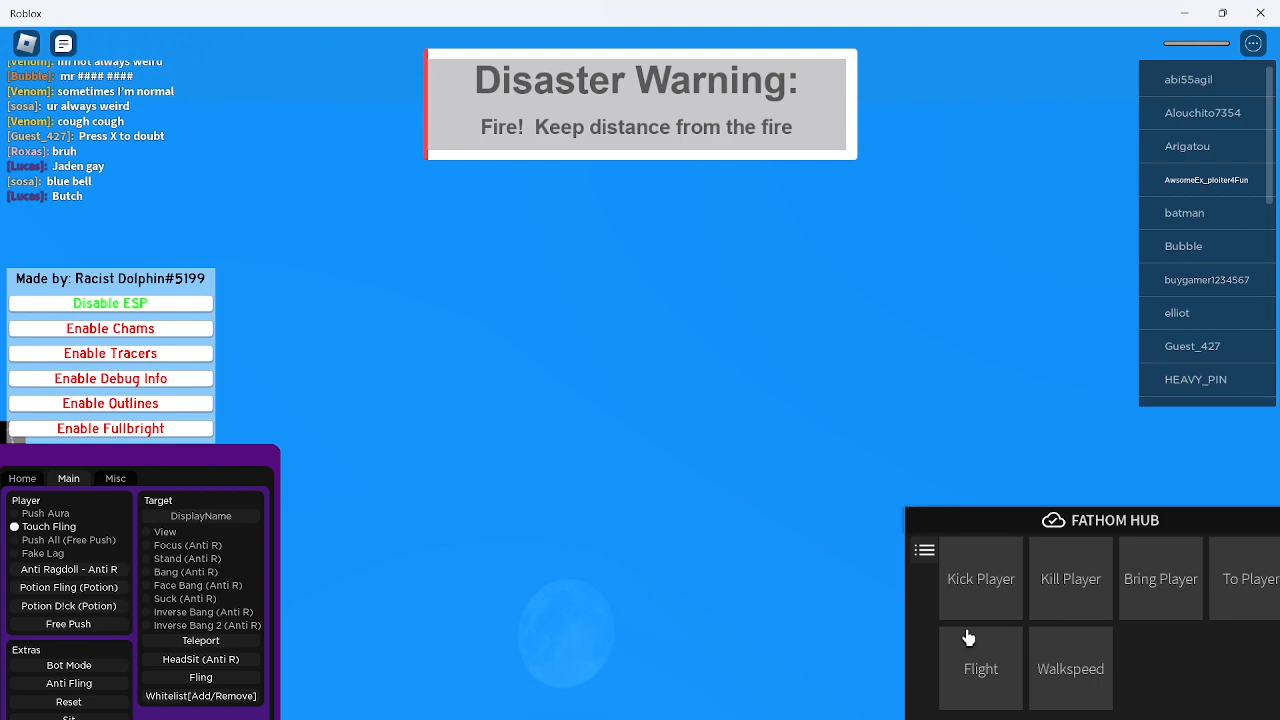 Roblox
[Venom]: im not always weird
[Bubble]: mr #### ####
[Venom]: sometimes I'm normal
[sosa]: ur always weird
[Venom]: cough cough
[Guest_427]: Press X to doubt
[Roxas]: bruh
[Lucas]: Jaden gay
[sosa]: blue bell
[Lucas]: Butch
Disaster Warning:
Fire! Keep distance from the fire
abi55agil
Alouchito7354
Arigatou
AwsomeEx_ploiter4Fun
batman
Bubble
buygamer1234567
elliot
Guest_427
HEAVY_PIN
Made by: Racist Dolphin#5199
Disable ESP
Enable Chams
Enable Tracers
Enable Debug Info
Enable Outlines
Enable Fullbright
Home Main Misc
Player
Push Aura
Touch Fling
Push All (Free Push)
Fake Lag
Anti Ragdoll - Anti R
Potion Fling (Potion)
Potion D!ck (Potion)
Free Push
Extras
Bot Mode
Anti Fling
Reset
Sit
Target
DisplayName
View
Focus (Anti R)
Stand (Anti R)
Bang (Anti R)
Face Bang (Anti R)
Suck (Anti R)
Inverse Bang (Anti R)
Inverse Bang 2 (Anti R)
Teleport
HeadSit (Anti R)
Fling
Whitelist[Add/Remove]
FATHOM HUB
Kick Player
Kill Player
Bring Player
To Player
Flight
Walkspeed